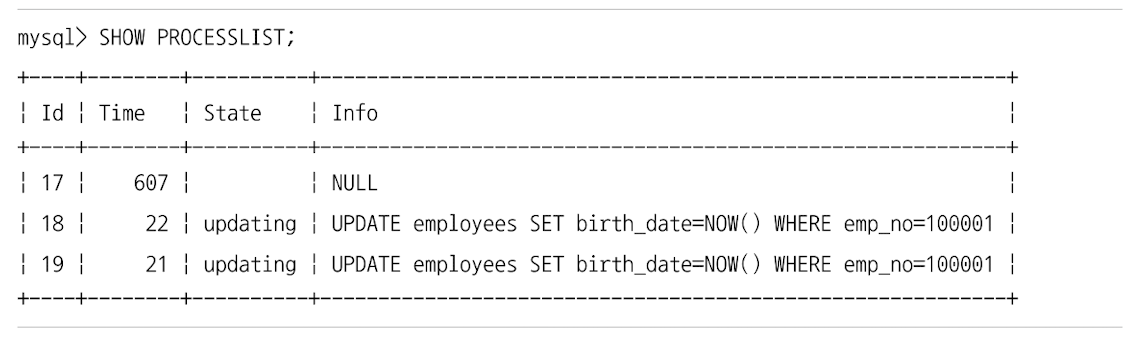 mysql> SHOW PROCESSLIST;
+----+--------+----------+-----------------------------------------------------------+
¦ Id ¦ Time   ¦ State    ¦ Info                                                      ¦
+----+--------+----------+-----------------------------------------------------------+
¦ 17 ¦    607 ¦          ¦ NULL                                                      ¦
¦ 18 ¦     22 ¦ updating ¦ UPDATE employees SET birth_date=NOW() WHERE emp_no=100001 ¦
¦ 19 ¦     21 ¦ updating ¦ UPDATE employees SET birth_date=NOW() WHERE emp_no=100001 ¦
+----+--------+----------+-----------------------------------------------------------+